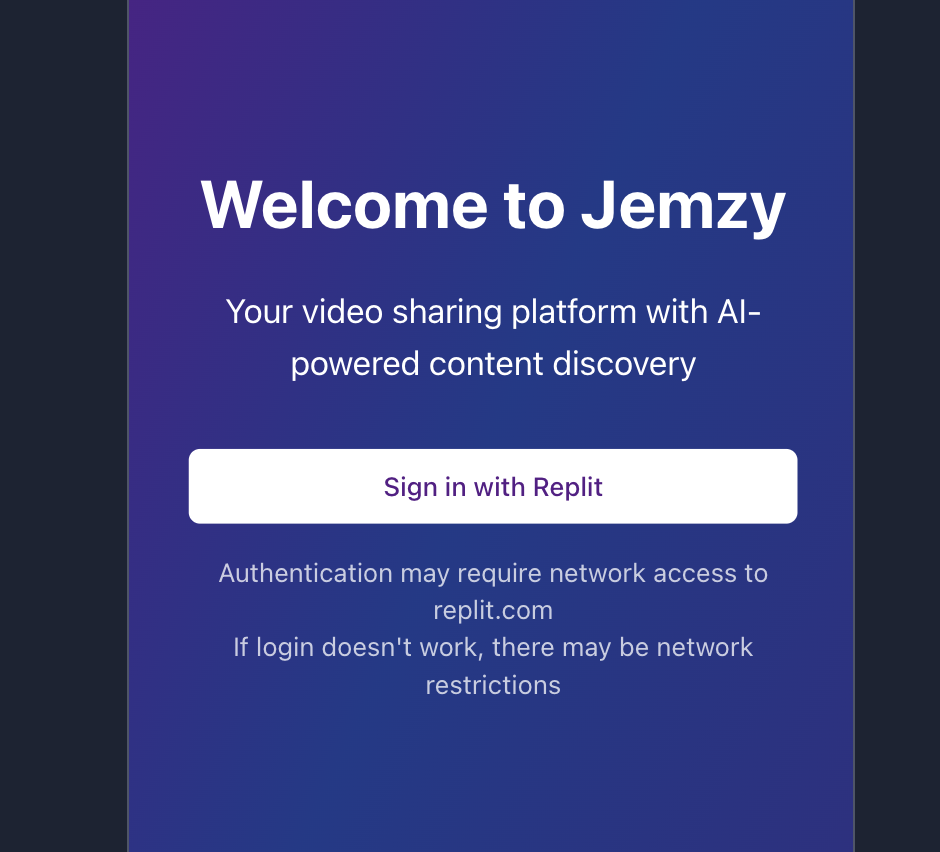 Welcome to Jemzy
Your video sharing platform with AI-
powered content discovery
Sign in with Replit
Authentication may require network access to
replit.com
If login doesn't work, there may be network
restrictions